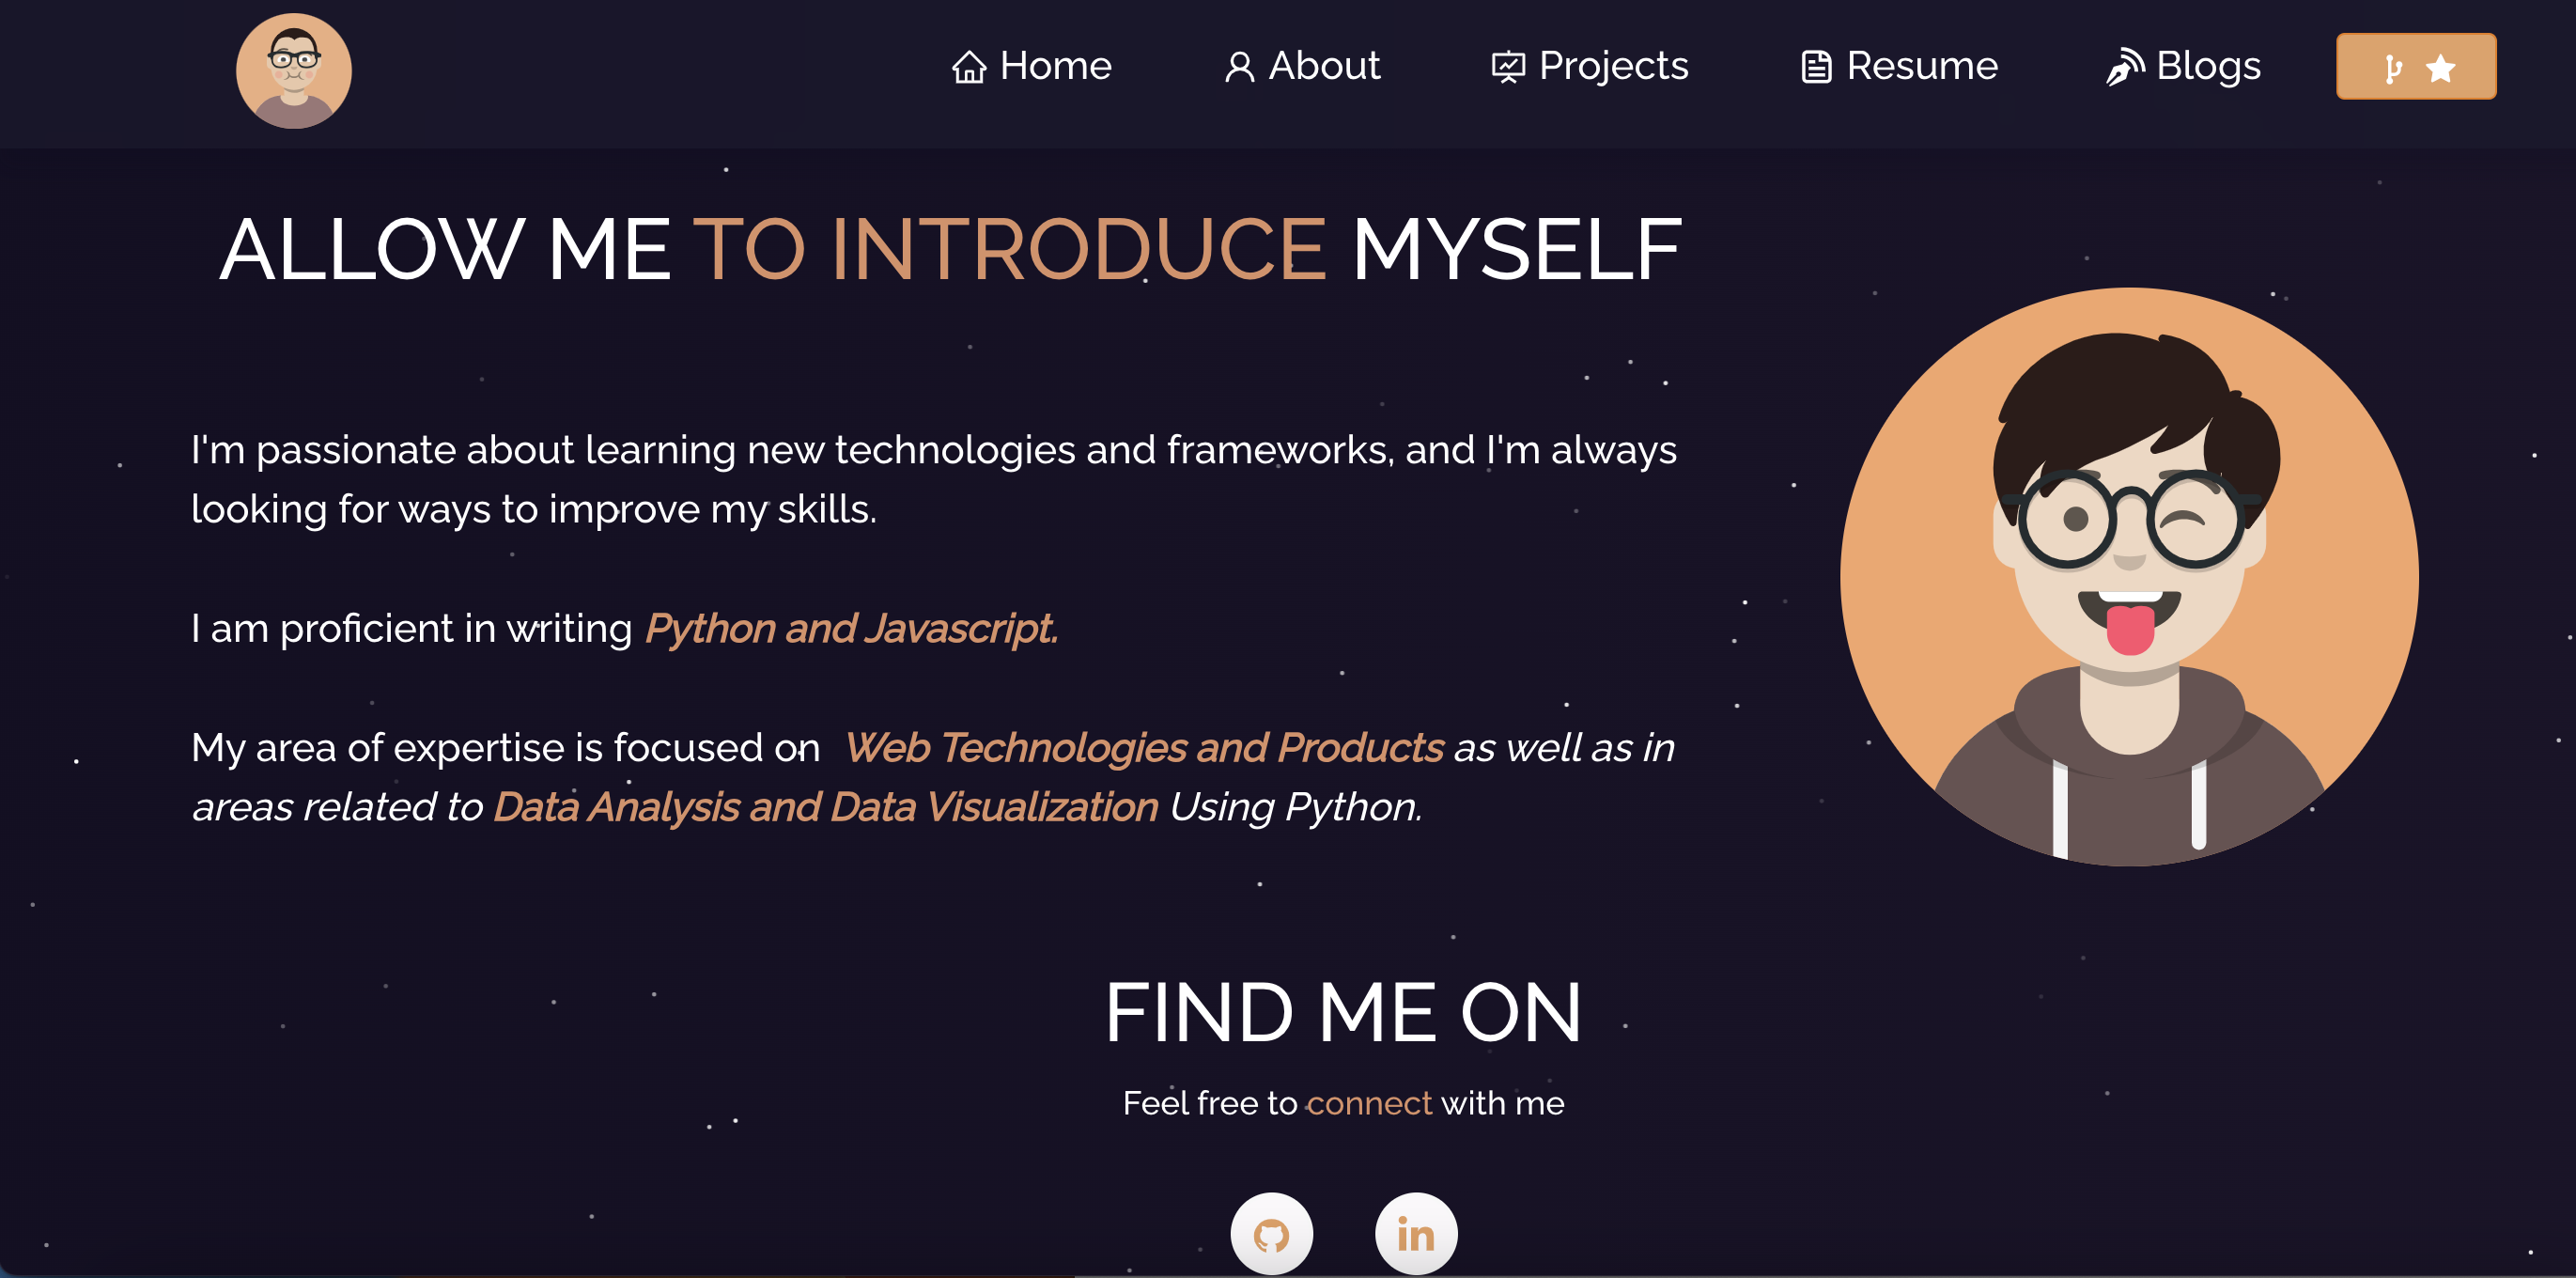 Home About Projects Resume Blogs
ALLOW ME TO INTRODUCE MYSELF
I'm passionate about learning new technologies and frameworks, and I'm always
looking for ways to improve my skills.
I am proficient in writing Python and Javascript.
My area of expertise is focused on Web Technologies and Products as well as in
areas related to Data Analysis and Data Visualization Using Python.
FIND ME ON
Feel free to connect with me
in